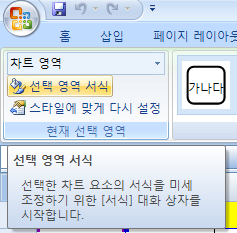 홈 삽입 페이지 레이아웃
차트 영역
선택 영역 서식
스타일에 맞게 다시 설정
현재 선택 영역
가나다
선택 영역 서식
선택한 차트 요소의 서식을 미세
조정하기 위한 [서식] 대화 상자를
시작합니다.